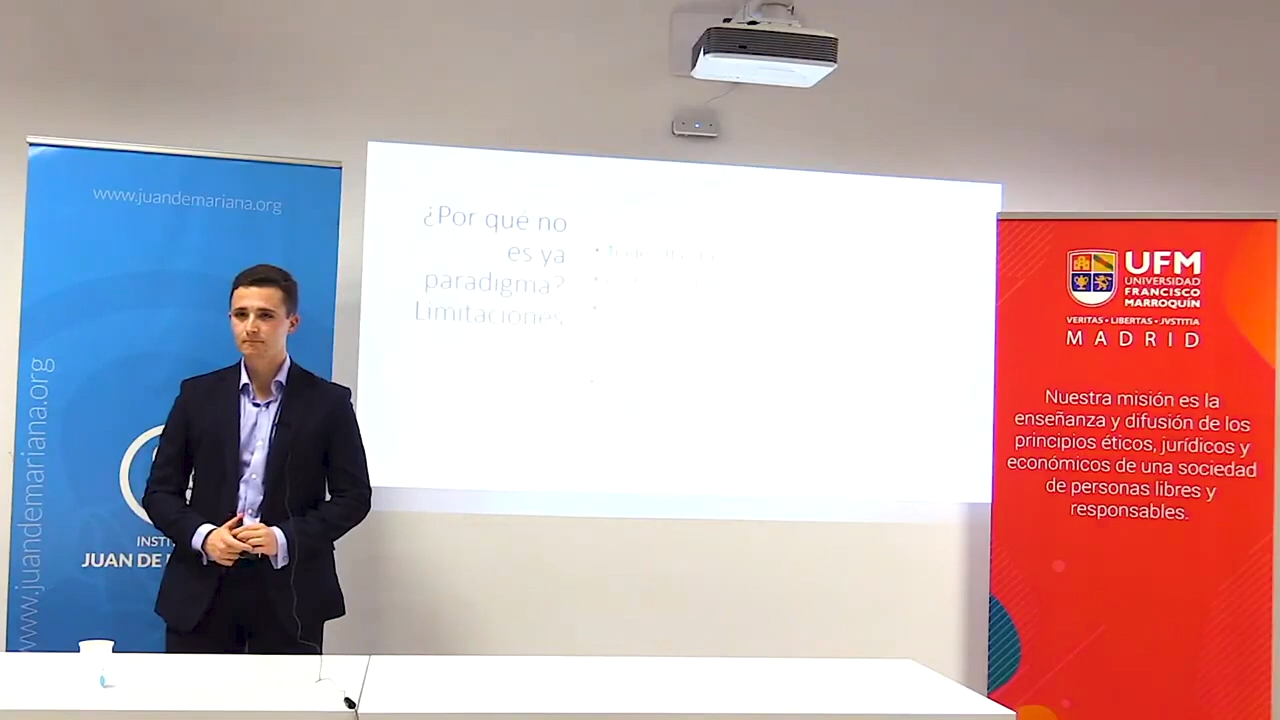 www.juandemariana.org
www.juandemariana.org
JUAN DE
¿Por qué no
es ya
paradigma?
Limitaciones
UFM
UNIVERSIDAD
FRANCISCO
MARROQUÍN
VERITAS • LIBERTAS • JVSTITIA
MADRID
Nuestra misión es la
enseñanza y difusión de los
principios éticos, jurídicos y
económicos de una sociedad
de personas libres y
responsables.